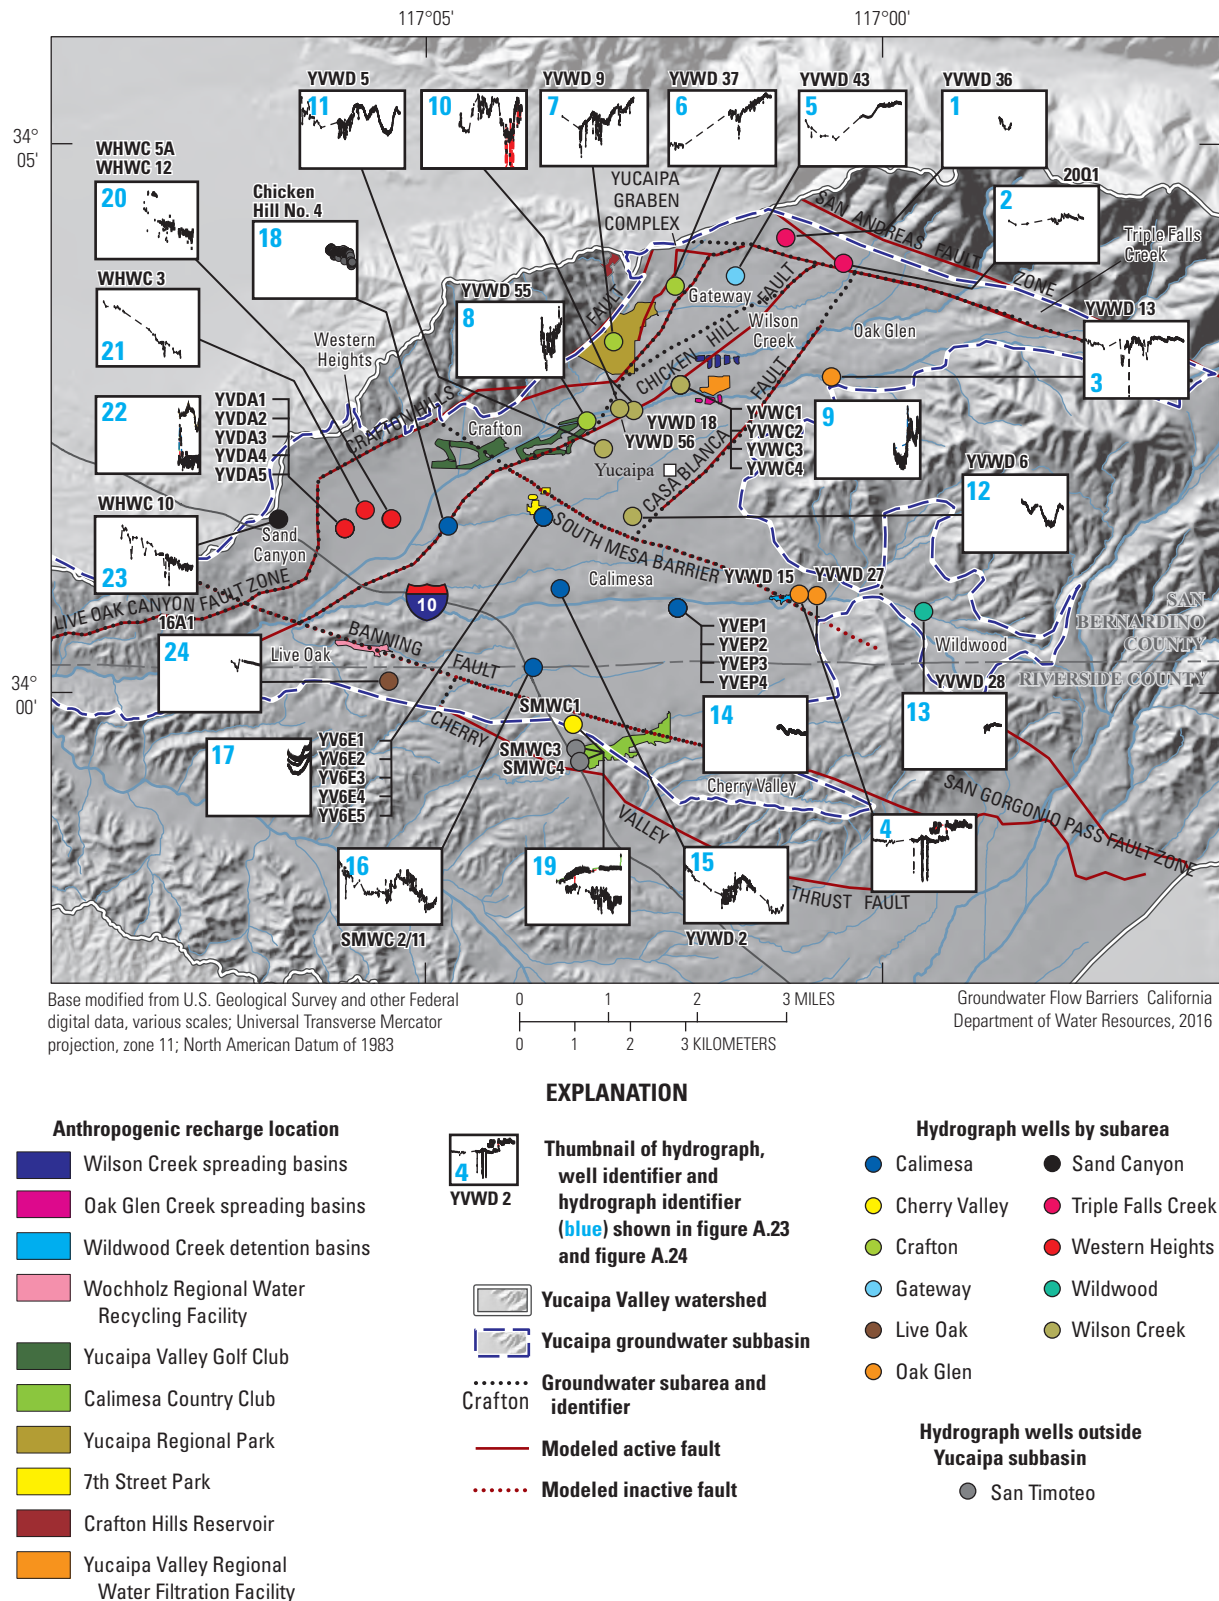 117°05'
117°00'
34°
05'
34°
00'
YVWD 5
11
10
YVWD 9
7
YVWD 37
6
YVWD 43
5
YVWD 36
1
WHWC 5A
WHWC 12
20
Chicken
Hill No. 4
18
YUCAIPA
GRABEN
COMPLEX
2001
2
SAN ANDREAS FAULT ZONE
Triple Falls
Creek
WHWC 3
21
YVWD 55
8
FAULT
Gateway
CHICKEN HILL FAULT
Wilson
Creek
Oak Glen
YVWD 13
3
Western
Heights
CRAFTON HILLS
22
YVDA1
YVDA2
YVDA3
YVDA4
YVDA5
Crafton
YVWD 18
YVWD 56
YVWC1
YVWC2
YVWC3
YVWC4
9
Yucaipa
CASA BLANCA FAULT
YVWD 6
12
WHWC 10
23
Sand
Canyon
SOUTH MESA BARRIER
Calimesa
YVWD 15
YVWD 27
LIVE OAK CANYON FAULT ZONE
10
SAN
BERNARDINO
COUNTY
RIVERSIDE COUNTY
Wildwood
16A1
24
Live Oak
BANNING FAULT
YVEP1
YVEP2
YVEP3
YVEP4
YVWD 28
13
14
SMWC1
CHERRY VALLEY THRUST FAULT
SMWC3
SMWC4
Cherry Valley
SAN GORGONIO PASS FAULT ZONE
17
YV6E1
YV6E2
YV6E3
YV6E4
YV6E5
16
SMWC 2/11
19
15
YVWD 2
4
Base modified from U.S. Geological Survey and other Federal
digital data, various scales; Universal Transverse Mercator
projection, zone 11; North American Datum of 1983
0 1 2 3 MILES
0 1 2 3 KILOMETERS
Groundwater Flow Barriers California
Department of Water Resources, 2016
EXPLANATION
Anthropogenic recharge location
Wilson Creek spreading basins
Oak Glen Creek spreading basins
Wildwood Creek detention basins
Wochholz Regional Water
Recycling Facility
Yucaipa Valley Golf Club
Calimesa Country Club
Yucaipa Regional Park
7th Street Park
Crafton Hills Reservoir
Yucaipa Valley Regional
Water Filtration Facility
4
YVWD 2
Thumbnail of hydrograph,
well identifier and
hydrograph identifier
(blue) shown in figure A.23
and figure A.24
Yucaipa Valley watershed
Yucaipa groundwater subbasin
Crafton
Groundwater subarea and
identifier
Modeled active fault
Modeled inactive fault
Hydrograph wells by subarea
Calimesa
Cherry Valley
Crafton
Gateway
Live Oak
Oak Glen
Sand Canyon
Triple Falls Creek
Western Heights
Wildwood
Wilson Creek
Hydrograph wells outside
Yucaipa subbasin
San Timoteo